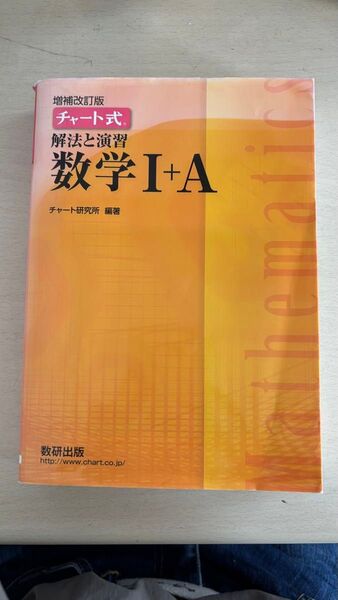 増補改訂版
チャート式®
解法と演習
数学I+A
チャート研究所 編著
Mathematics
数研出版
http://www.chart.co.jp/